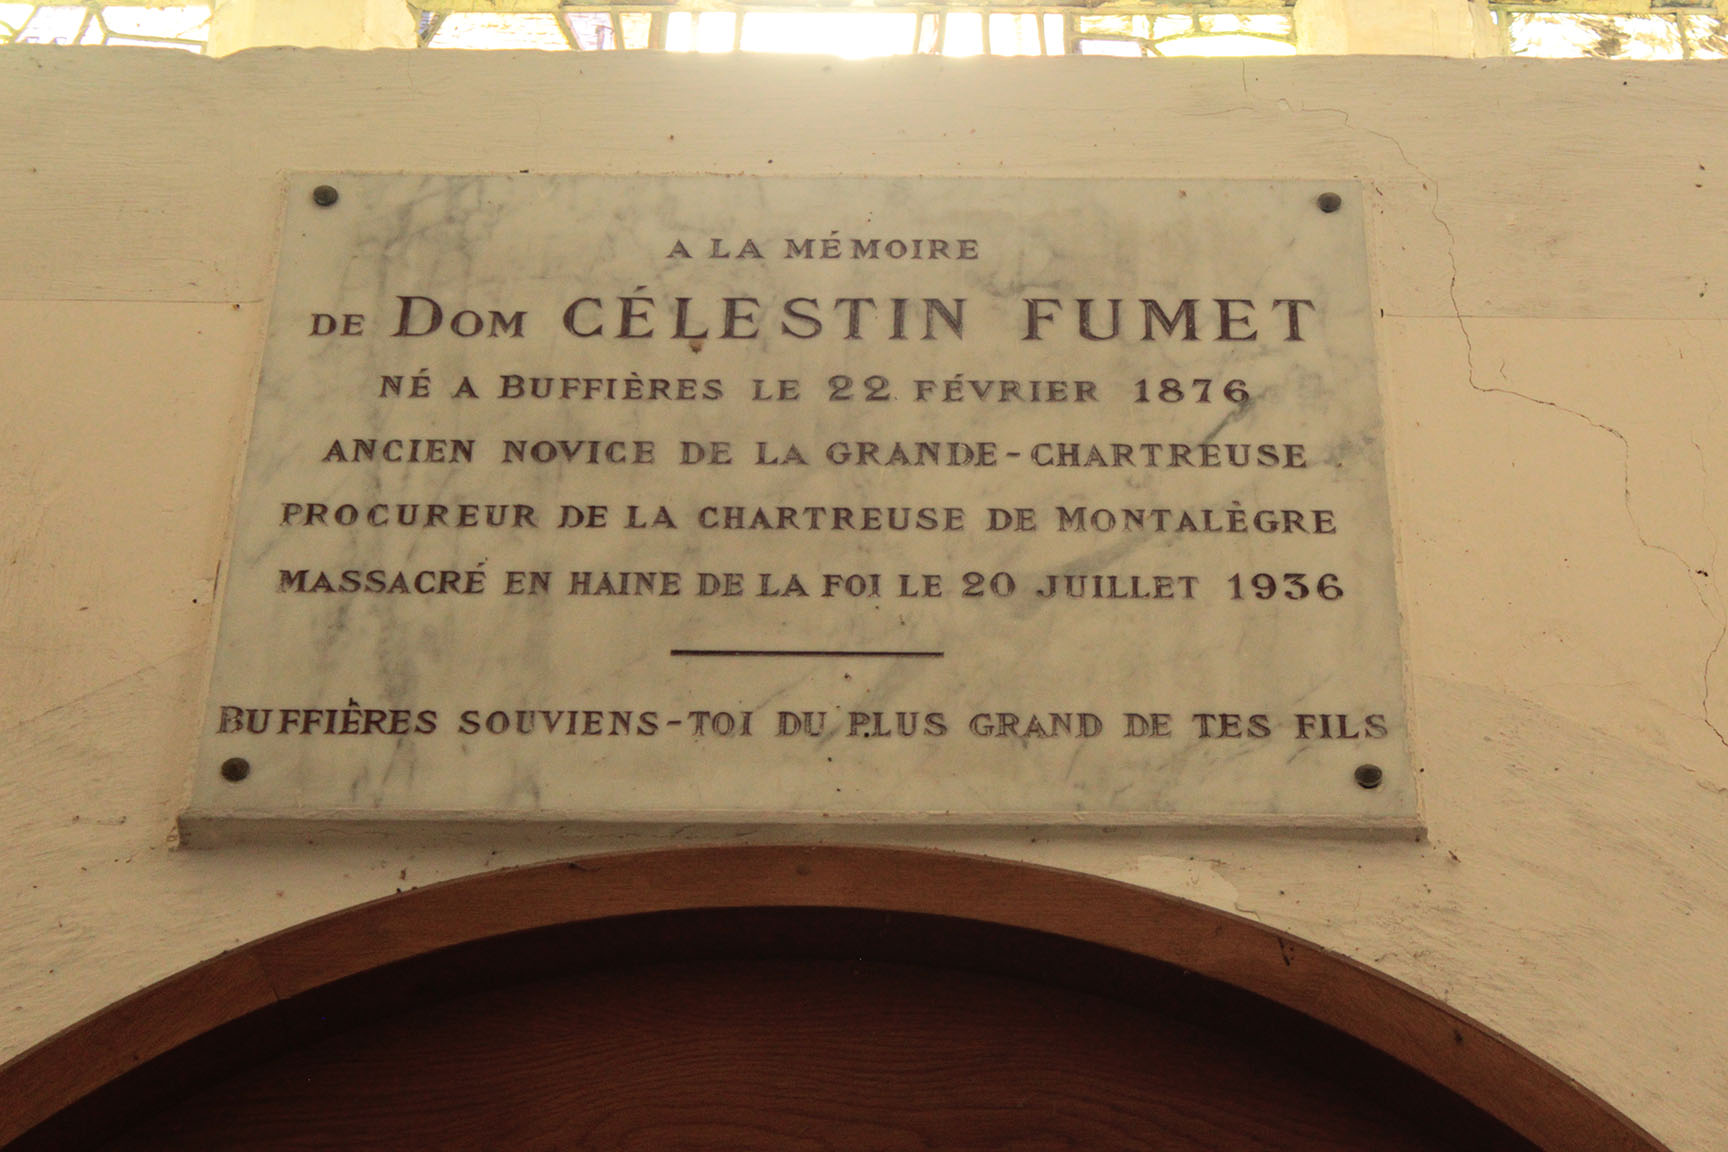 A LA MÉMOIRE
DE DOM CÉLESTIN FUMET
NÉ A BUFFIÈRES LE 22 FÉVRIER 1876
ANCIEN NOVICE DE LA GRANDE-CHARTREUSE
PROCUREUR DE LA CHARTREUSE DE MONTALÈGRE
MASSACRÉ EN HAINE DE LA FOI LE 20 JUILLET 1936
BUFFIÈRES SOUVIENS-TOI DU PLUS GRAND DE TES FILS